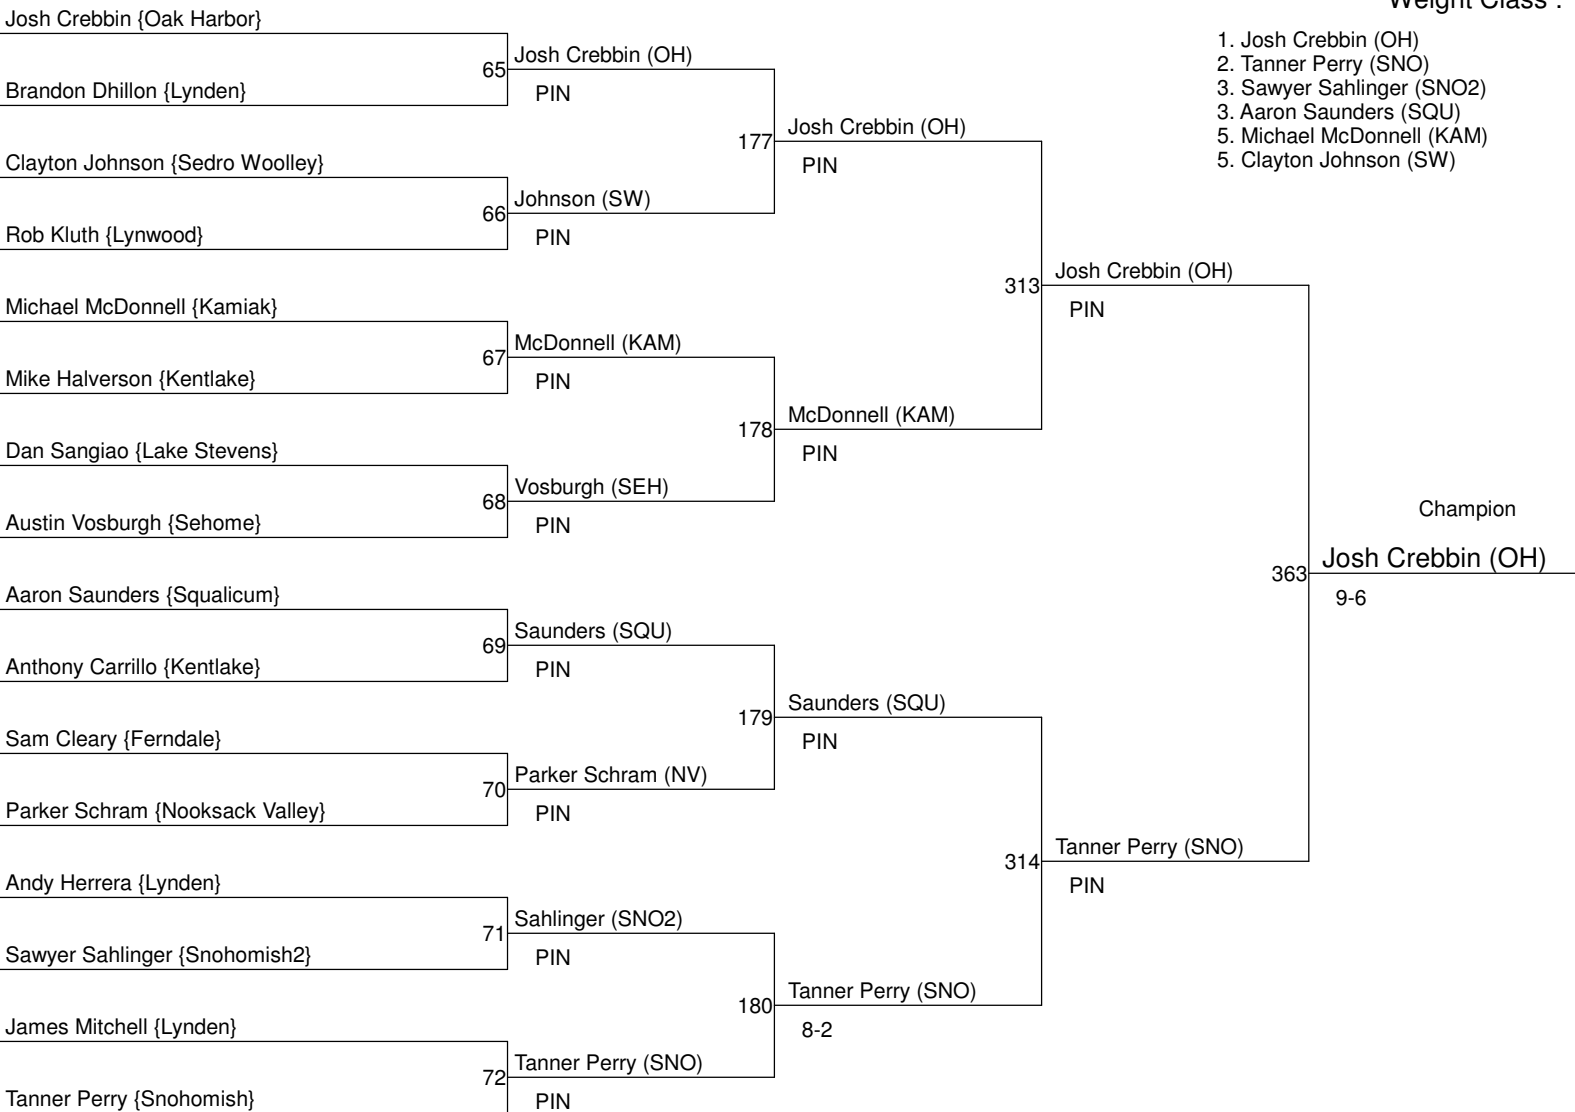 Weight Class :
Josh Crebbin {Oak Harbor}
1. Josh Crebbin (OH)
2. Tanner Perry (SNO)
3. Sawyer Sahlinger (SNO2)
3. Aaron Saunders (SQU)
5. Michael McDonnell (KAM)
5. Clayton Johnson (SW)
65 Josh Crebbin (OH)
PIN
Brandon Dhillon {Lynden}
177 Josh Crebbin (OH)
PIN
Clayton Johnson {Sedro Woolley}
66 Johnson (SW)
PIN
Rob Kluth {Lynwood}
313 Josh Crebbin (OH)
PIN
Michael McDonnell {Kamiak}
67 McDonnell (KAM)
PIN
Mike Halverson {Kentlake}
178 McDonnell (KAM)
PIN
Dan Sangiao {Lake Stevens}
68 Vosburgh (SEH)
PIN
Austin Vosburgh {Sehome}
Champion
363 Josh Crebbin (OH)
9-6
Aaron Saunders {Squalicum}
69 Saunders (SQU)
PIN
Anthony Carrillo {Kentlake}
179 Saunders (SQU)
PIN
Sam Cleary {Ferndale}
70 Parker Schram (NV)
PIN
Parker Schram {Nooksack Valley}
314 Tanner Perry (SNO)
PIN
Andy Herrera {Lynden}
71 Sahlinger (SNO2)
PIN
Sawyer Sahlinger {Snohomish2}
180 Tanner Perry (SNO)
8-2
James Mitchell {Lynden}
72 Tanner Perry (SNO)
PIN
Tanner Perry {Snohomish}